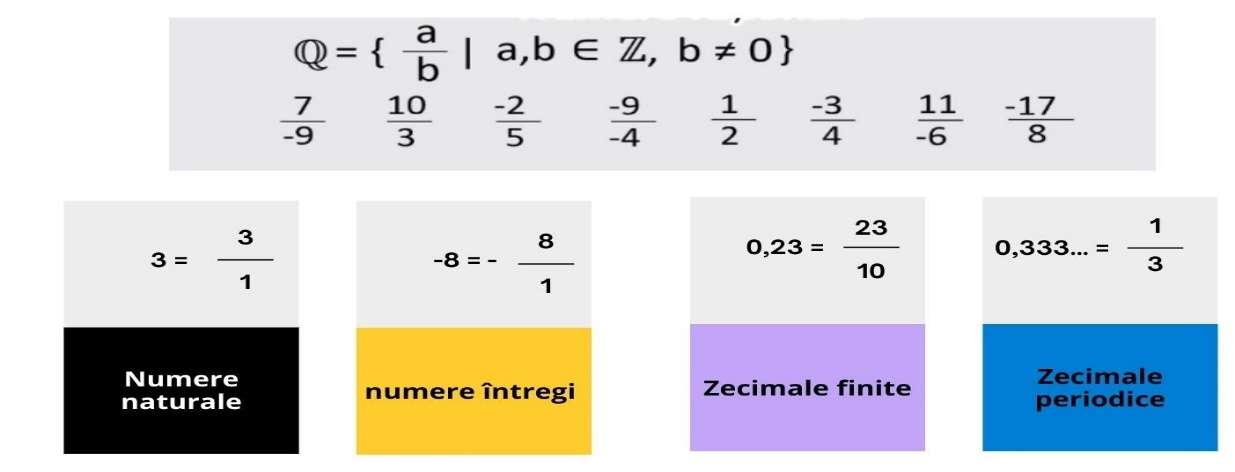 ℚ = { a/b | a,b ∈ ℤ, b ≠ 0}
7/-9 10/3 -2/5 -9/-4 1/2 -3/4 11/-6 -17/8
3 = 3/1
Numere
naturale
-8 = - 8/1
numere întregi
0,23 = 23/10
Zecimale finite
0,333... = 1/3
Zecimale
periodice